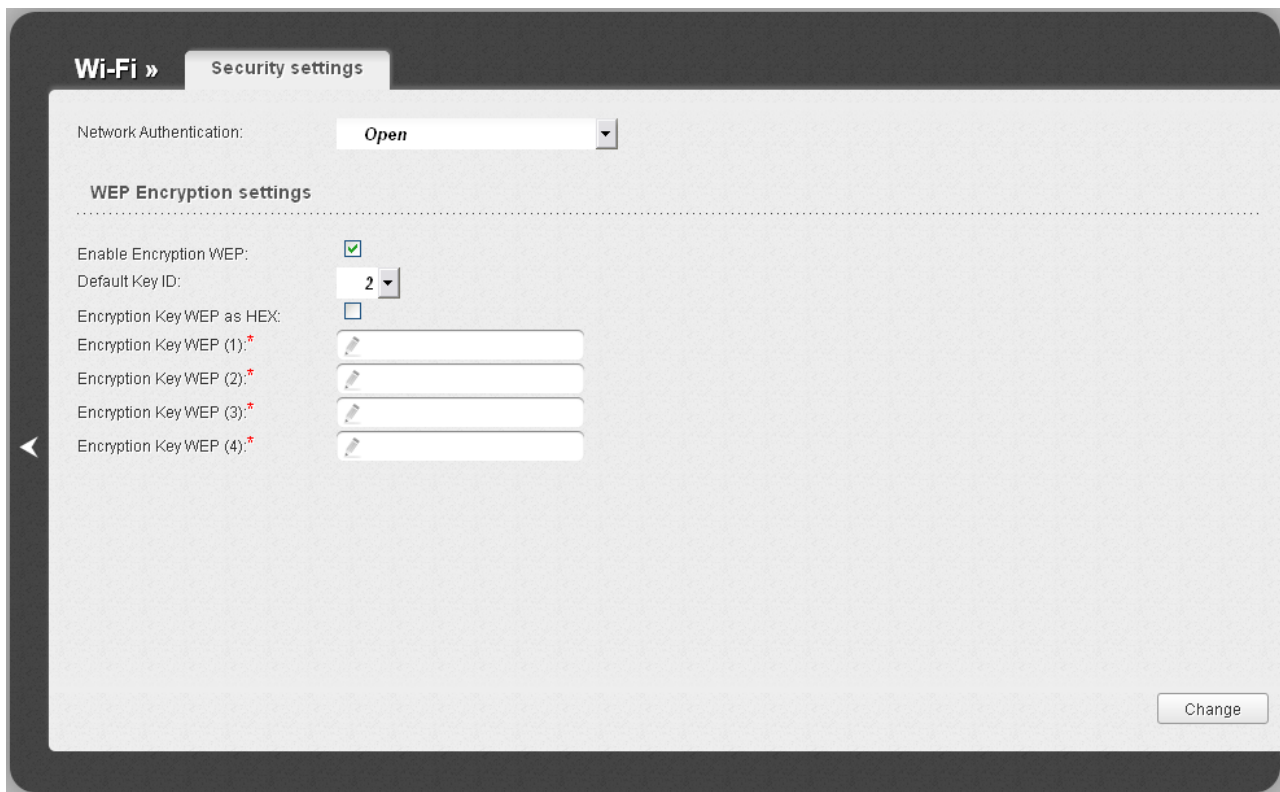 Wi-Fi » Security settings
Network Authentication: Open
WEP Encryption settings
Enable Encryption WEP:
Default Key ID: 2
Encryption Key WEP as HEX:
Encryption Key WEP (1):*
Encryption Key WEP (2):*
Encryption Key WEP (3):*
Encryption Key WEP (4):*
Change